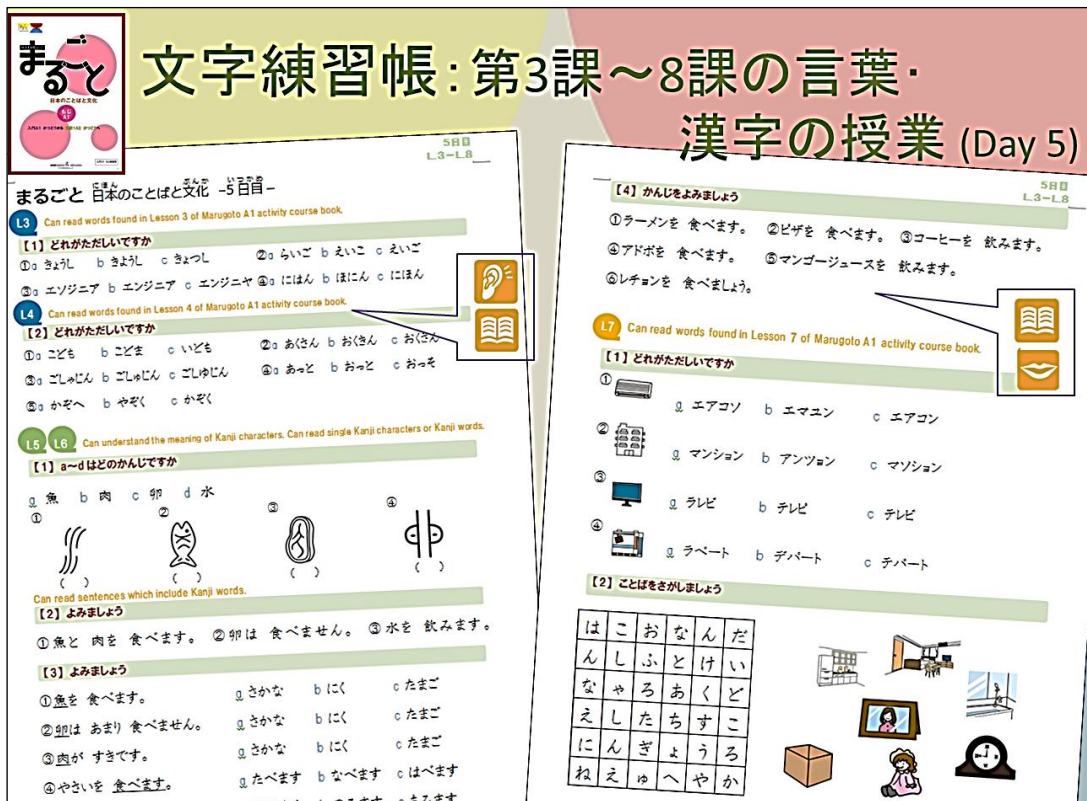 まるごと
日本のことばと文化
文字練習帳:第3課～8課の言葉・
漢字の授業 (Day 5)
5日目
L.3-L.8
まるごと 日本のことばと文化 -5日目-
L3 Can read words found in Lesson 3 of Marugoto A1 activity course book.
【1】どれがただしいですか
①a きょうし b きようし c きょつし ②a らいご b えいこ c えいご
③a エソジニア b エンジニア c エンジニヤ ④a にはん b ほにん c にほん
L4 Can read words found in Lesson 4 of Marugoto A1 activity course book.
【2】どれがただしいですか
①a こども b こどま c いども ②a あくさん b おくきん c おくさん
③a ごしゃじん b ごしゅじん c ごしゆじん ④a あっと b おっと c おっそ
⑤a かぞへ b やぞく c かぞく
L5 L6 Can understand the meaning of Kanji characters. Can read single Kanji characters or Kanji words.
【1】a～dはどのかんじですか
a 魚 b 肉 c 卵 d 水
① ② ③ ④
( ) ( ) ( ) ( )
Can read sentences which include Kanji words.
【2】よみましょう
①魚と 肉を 食べます。 ②卵は 食べません。 ③水を 飲みます。
【3】よみましょう
①魚を 食べます。 a さかな b にく c たまご
②卵は あまり 食べません。 a さかな b にく c たまご
③肉が すきです。 a さかな b にく c たまご
④やさいを 食べます。 a たべます b なべます c はべます
5日目
L.3-L.8
【4】かんじをよみましょう
①ラーメンを 食べます。 ②ピザを 食べます。 ③コーヒーを 飲みます。
④アドボを 食べます。 ⑤マンゴージュースを 飲みます。
⑥レチョンを 食べましょう。
L7 Can read words found in Lesson 7 of Marugoto A1 activity course book.
【1】どれがただしいですか
① a エアコソ b エマユン c エアコン
② a マンション b アンツョン c マソション
③ a ラレビ b テレビ c テルビ
④ a ラパート b デパート c テパート
【2】ことばをさがしましょう
は こ お な ん だ
ん し ふ と け い
な ゃ ろ あ く ど
え し た ち す こ
に ん ぎ ょ う ろ
ね え ゅ へ や か